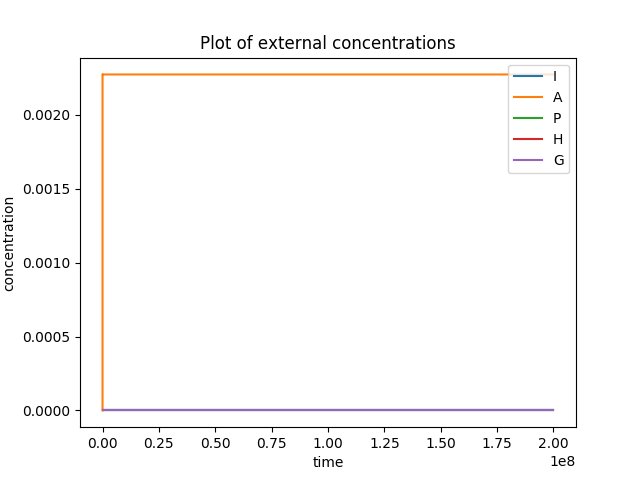 Plot of external concentrations
I
A
P
H
G
concentration
0.0020
0.0015
0.0010
0.0005
0.0000
0.00 0.25 0.50 0.75 1.00 1.25 1.50 1.75 2.00
1e8
time